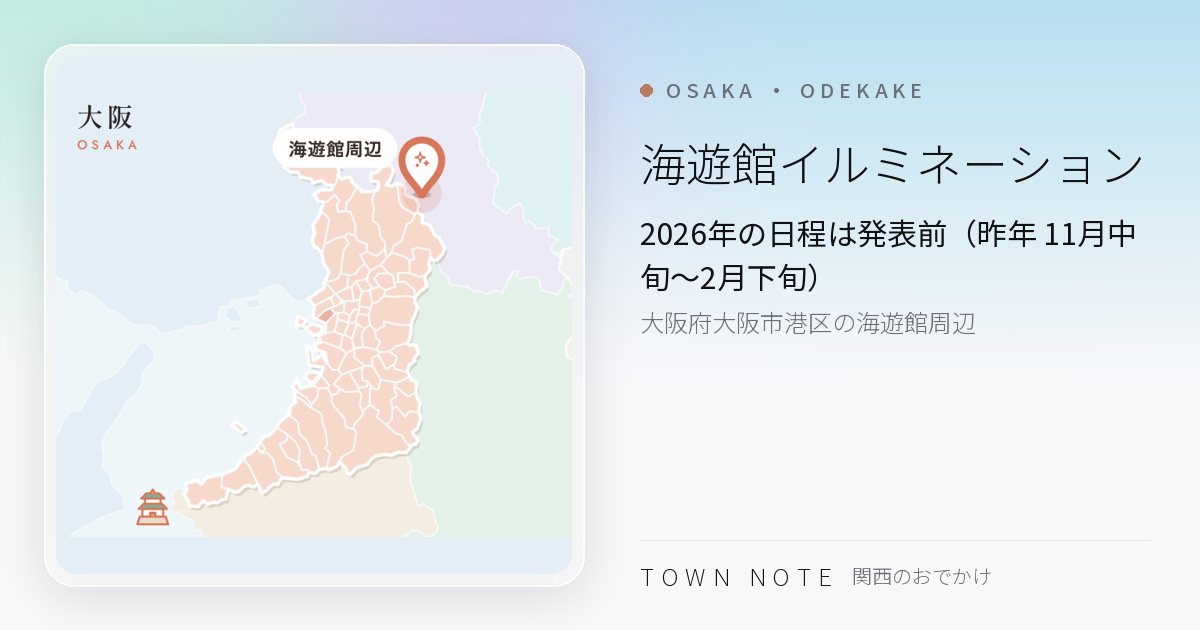 大阪
OSAKA
海遊館周辺
OSAKA • ODEKAKE
海遊館イルミネーション
2026年の日程は発表前（昨年 11月中
旬〜2月下旬）
大阪府大阪市港区の海遊館周辺
TOWN NOTE 関西のおでかけ